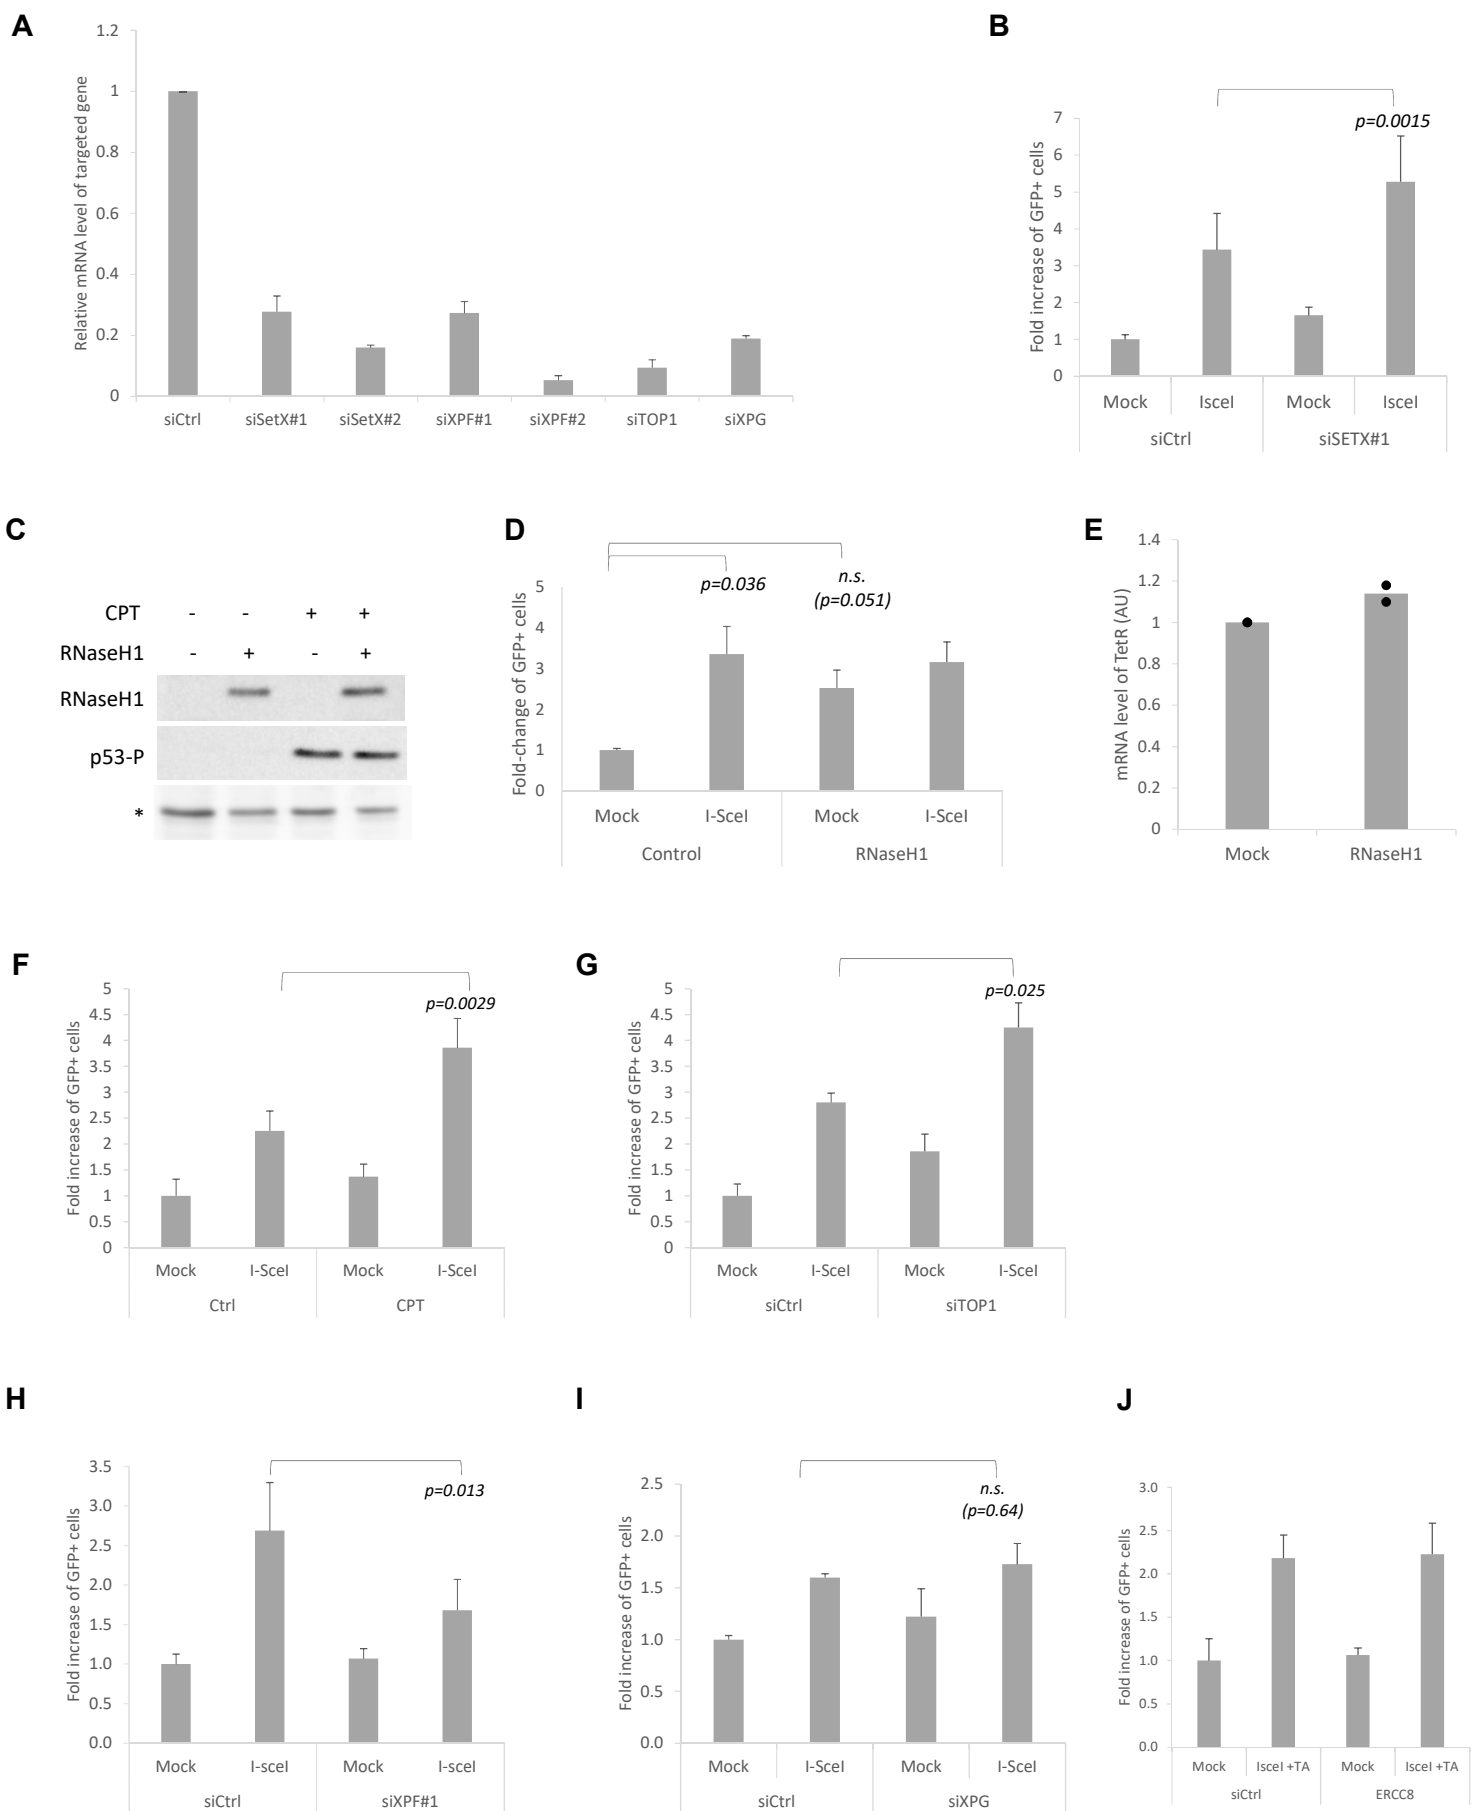 A
Relative mRNA level of targeted gene
1.2
1
0.8
0.6
0.4
0.2
0
siCtrl siSetX#1 siSetX#2 siXPF#1 siXPF#2 siTOP1 siXPG
B
Fold increase of GFP+ cells
p=0.0015
7
6
5
4
3
2
1
0
Mock IsceI Mock IsceI
siCtrl siSETX#1
C
CPT - - + +
RNaseH1 - + - +
RNaseH1
p53-P
*
D
Fold-change of GFP+ cells
p=0.036
n.s.
(p=0.051)
5
4
3
2
1
0
Mock I-SceI Mock I-SceI
Control RNaseH1
E
mRNA level of TetR (AU)
1.4
1.2
1
0.8
0.6
0.4
0.2
0
Mock RNaseH1
F
Fold increase of GFP+ cells
p=0.0029
5
4.5
4
3.5
3
2.5
2
1.5
1
0.5
0
Mock I-SceI Mock I-SceI
Ctrl CPT
G
Fold increase of GFP+ cells
p=0.025
5
4.5
4
3.5
3
2.5
2
1.5
1
0.5
0
Mock I-SceI Mock I-SceI
siCtrl siTOP1
H
Fold increase of GFP+ cells
p=0.013
3.5
3.0
2.5
2.0
1.5
1.0
0.5
0.0
Mock I-sceI Mock I-sceI
siCtrl siXPF#1
I
Fold increase of GFP+ cells
n.s.
(p=0.64)
2.5
2.0
1.5
1.0
0.5
0.0
Mock I-SceI Mock I-SceI
siCtrl siXPG
J
Fold increase of GFP+ cells
3.0
2.5
2.0
1.5
1.0
0.5
0.0
Mock IsceI +TA Mock IsceI +TA
siCtrl ERCC8